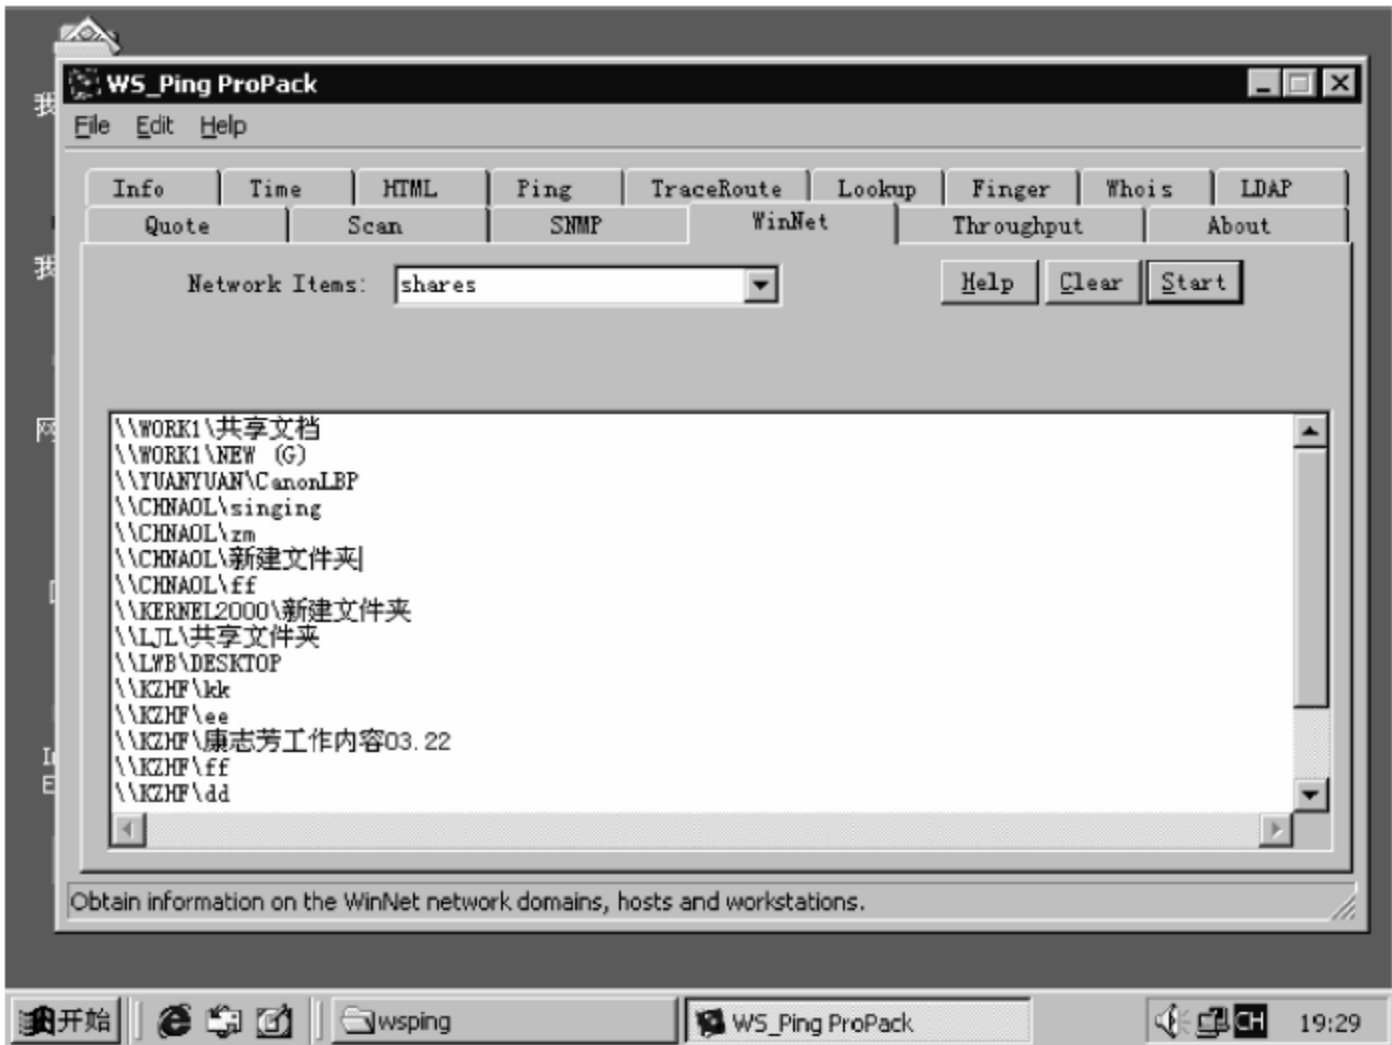 WS_Ping ProPack
File Edit Help
Info Time HTML Ping TraceRoute Lookup Finger Whois LDAP
Quote Scan SNMP WinNet Throughput About
Network Items: shares Help Clear Start
\\WORK1\共享文档
\\WORK1\NEW (G)
\\YUANYUAN\CanonLBP
\\CHNAOL\singing
\\CHNAOL\zm
\\CHNAOL\新建文件夹
\\CHNAOL\ff
\\KERNEL2000\新建文件夹
\\LJL\共享文件夹
\\LWB\DESKTOP
\\KZHF\kk
\\KZHF\ee
\\KZHF\康志芳工作内容03.22
\\KZHF\ff
\\KZHF\dd
Obtain information on the WinNet network domains, hosts and workstations.
开始 wsping WS_Ping ProPack CH 19:29